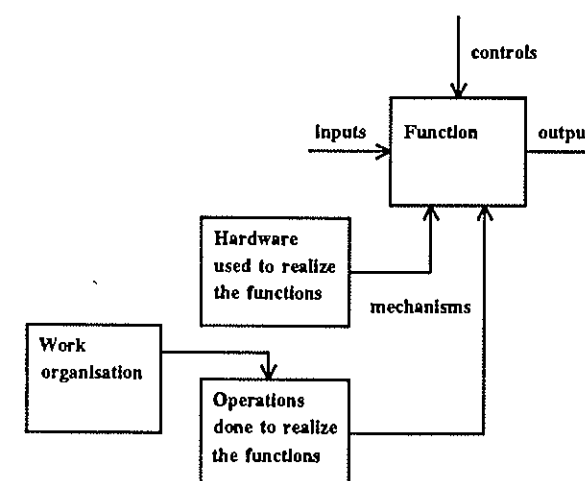 controls
inputs
Function
outpu
Hardware
used to realize
the functions
mechanisms
Work
organisation
Operations
done to realize
the functions